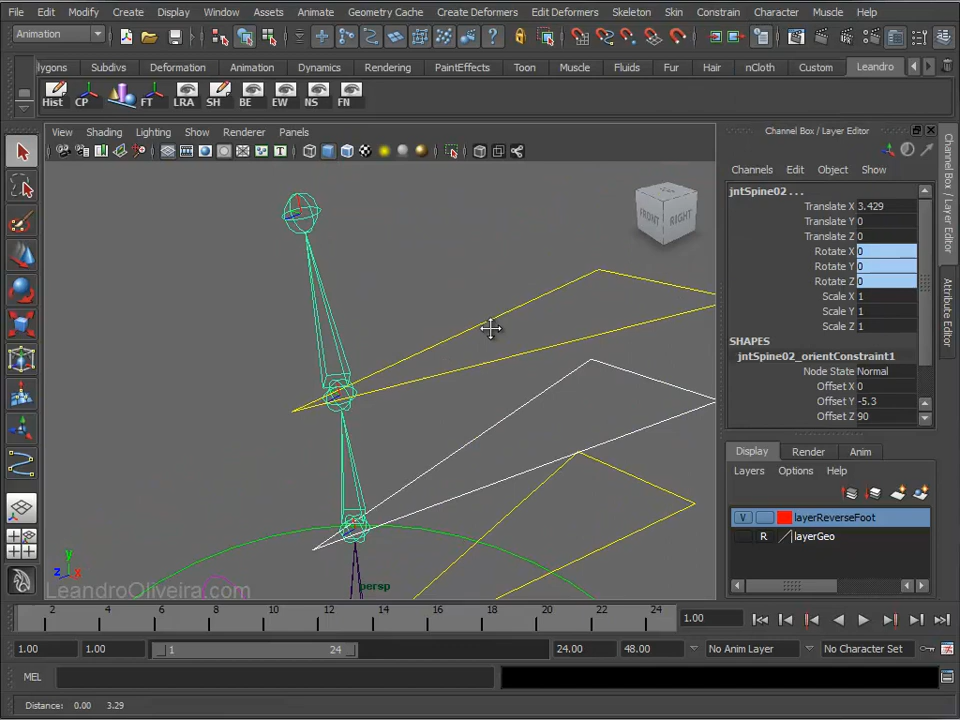 File Edit Modify Create Display Window Assets Animate Geometry Cache Create Deformers Edit Deformers Skeleton Skin Constrain Character Muscle Help
Animation
Polygons Subdivs Deformation Animation Dynamics Rendering PaintEffects Toon Muscle Fluids Fur Hair nCloth Custom Leandro
Hist CP FT LRA SH BE EW NS FN
View Shading Lighting Show Renderer Panels
Channel Box / Layer Editor
Channels Edit Object Show
jntSpine02 ...
Translate X 3.429
Translate Y 0
Translate Z 0
Rotate X 0
Rotate Y 0
Rotate Z 0
Scale X 1
Scale Y 1
Scale Z 1
SHAPES
jntSpine02_orientConstraint1
Node State Normal
Offset X 0
Offset Y -5.3
Offset Z 90
Channel Box / Layer Editor
Attribute Editor
FRONT RIGHT
Display Render Anim
Layers Options Help
V layerReverseFoot
R layerGeo
y
z x
LeandroOliveira.com
persp
2 4 6 8 10 12 14 16 18 20 22 24
1.00
1.00 1.00 1 24 24.00 48.00 No Anim Layer No Character Set
MEL
Distance: 0.00 3.29